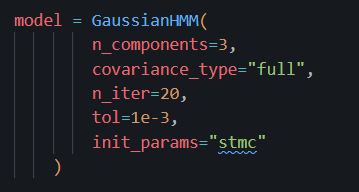 model = GaussianHMM(
n_components=3,
covariance_type="full",
n_iter=20,
tol=1e-3,
init_params="stmc"
)